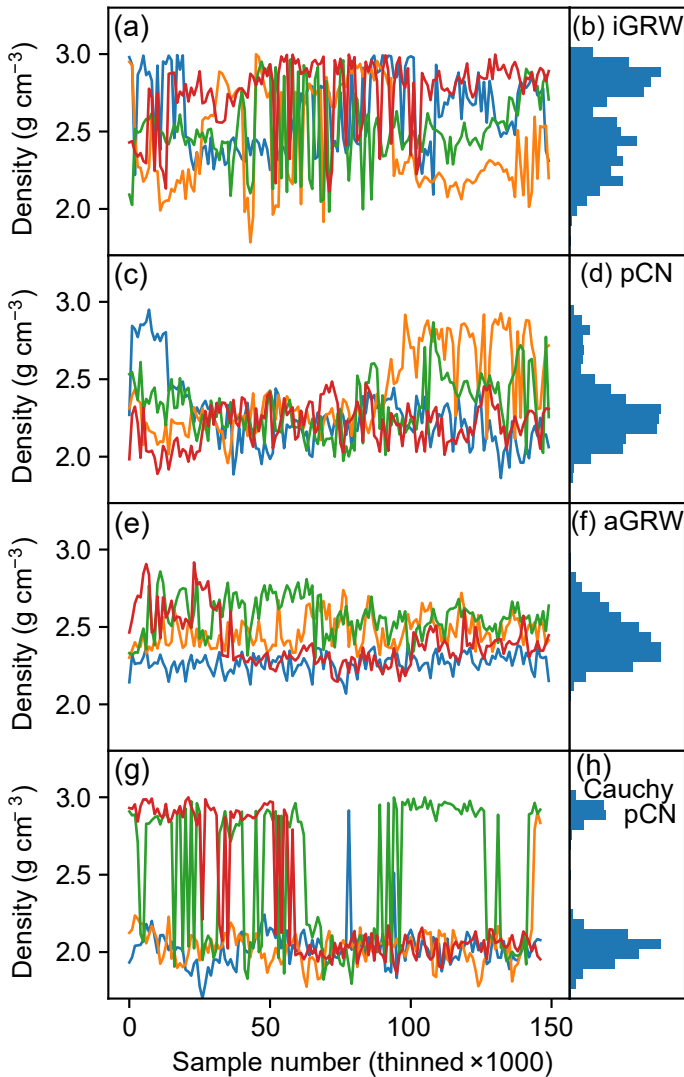 (a)
(b) iGRW
3.0
2.5
2.0
Density (g cm⁻³)
(c)
(d) pCN
3.0
2.5
2.0
Density (g cm⁻³)
(e)
(f) aGRW
3.0
2.5
2.0
Density (g cm⁻³)
(g)
(h)
Cauchy
pCN
3.0
2.5
2.0
Density (g cm⁻³)
0 50 100 150
Sample number (thinned ×1000)